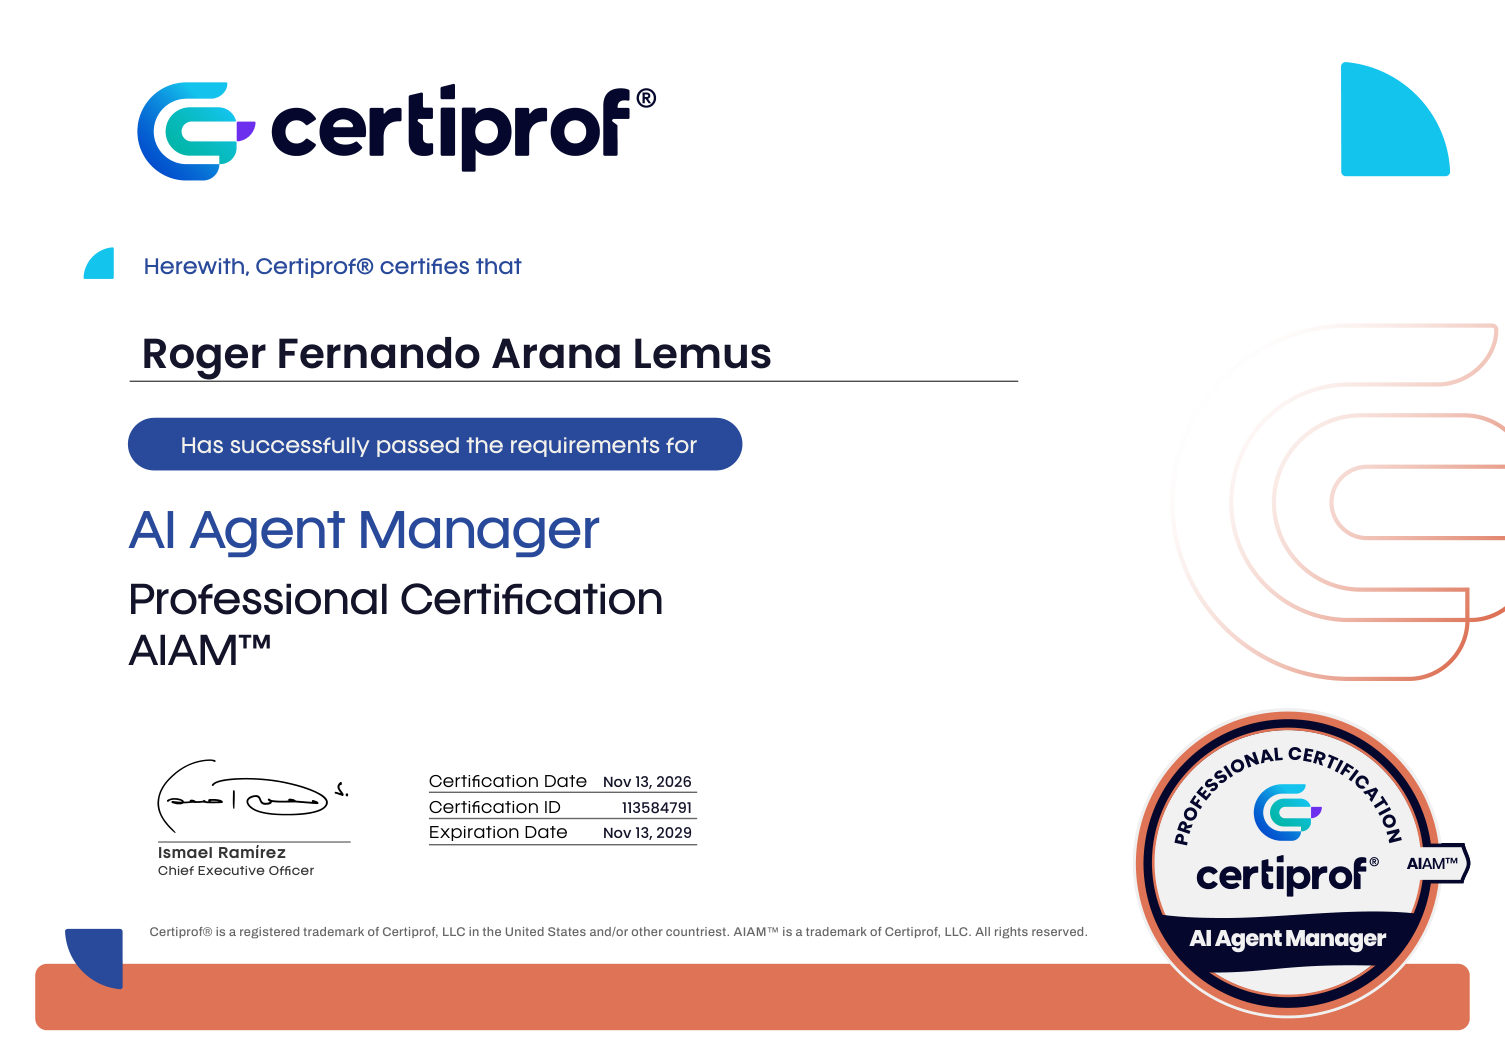 certiprof®
Herewith, Certiprof® certifies that
Roger Fernando Arana Lemus
Has successfully passed the requirements for
AI Agent Manager
Professional Certification
AIAM™
s.
Ismael Ramírez
Chief Executive Officer
Certification Date Nov 13, 2026
Certification ID 113584791
Expiration Date Nov 13, 2029
PROFESSIONAL CERTIFICATION
certiprof®
AIAM™
AI Agent Manager
Certiprof® is a registered trademark of Certiprof, LLC in the United States and/or other countriest. AIAM™ is a trademark of Certiprof, LLC. All rights reserved.